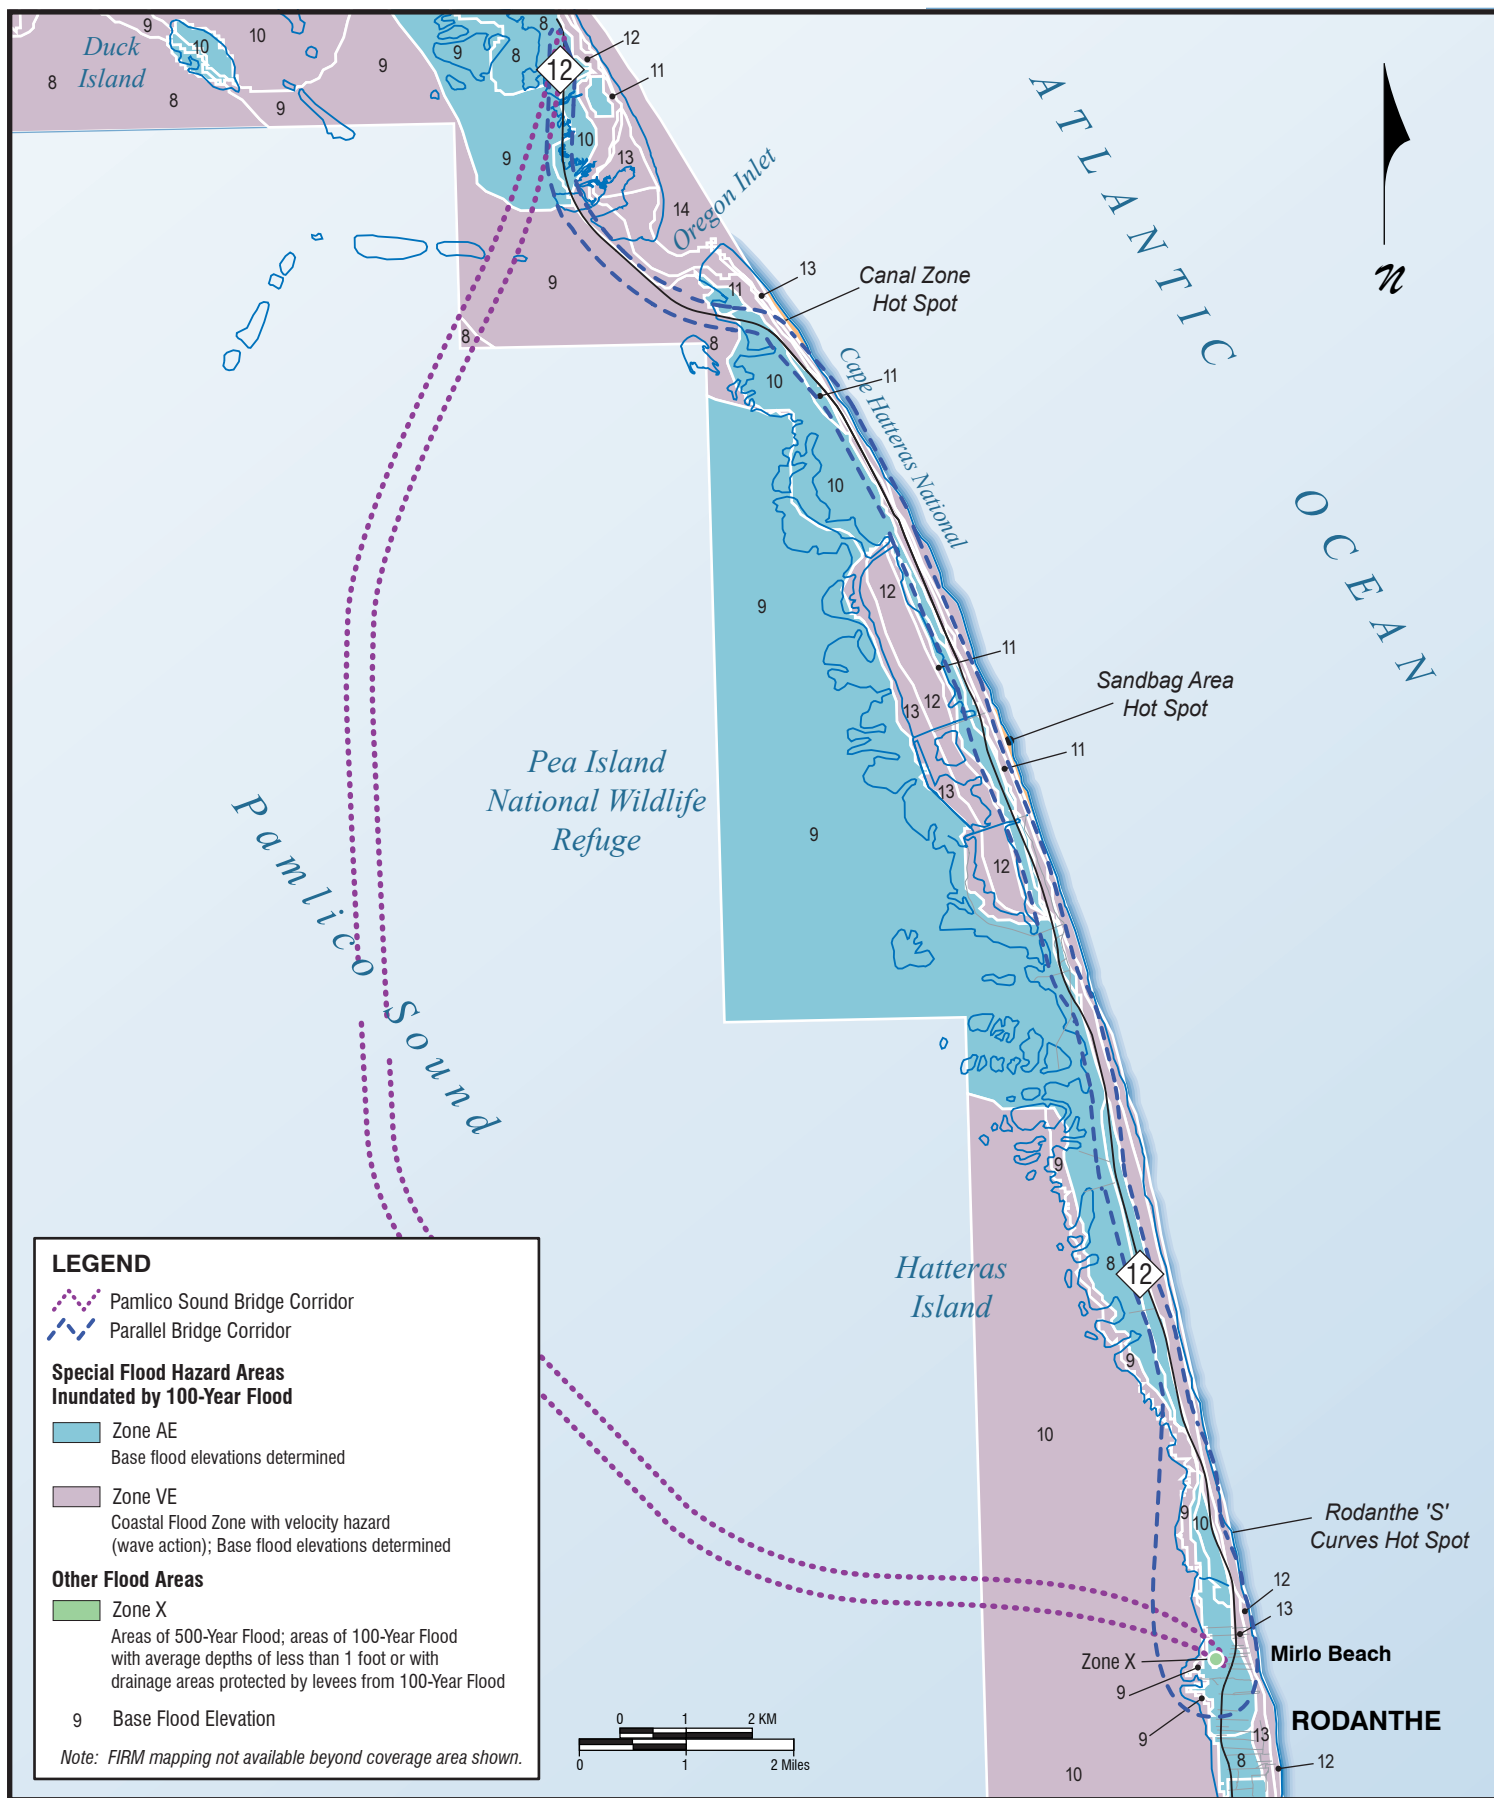 Duck
Island
9
10
10
8
8
9
9
9
8
8
12
12
11
10
9
13
14
Oregon Inlet
ATLANTIC
OCEAN
n
9
8
11
13
Canal Zone
Hot Spot
8
10
11
Cape Hatteras National
10
9
12
11
12
13
Sandbag Area
Hot Spot
11
13
Pea Island
National Wildlife
Refuge
9
12
Pamlico Sound
9
8
12
Hatteras
Island
9
10
9
10
Rodanthe 'S'
Curves Hot Spot
12
13
Zone X
Mirlo Beach
9
9
RODANTHE
13
8
12
10
LEGEND
Pamlico Sound Bridge Corridor
Parallel Bridge Corridor
Special Flood Hazard Areas
Inundated by 100-Year Flood
Zone AE
Base flood elevations determined
Zone VE
Coastal Flood Zone with velocity hazard
(wave action); Base flood elevations determined
Other Flood Areas
Zone X
Areas of 500-Year Flood; areas of 100-Year Flood
with average depths of less than 1 foot or with
drainage areas protected by levees from 100-Year Flood
9 Base Flood Elevation
Note: FIRM mapping not available beyond coverage area shown.
0 1 2 KM
0 1 2 Miles